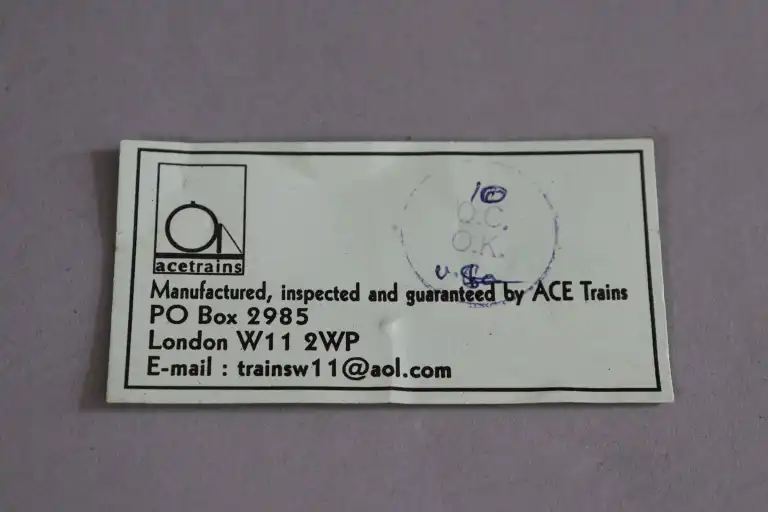 10
Q.C.
O.K.
acetrains
Manufactured, inspected and guaranteed by ACE Trains
PO Box 2985
London W11 2WP
E-mail : trainsw11@aol.com